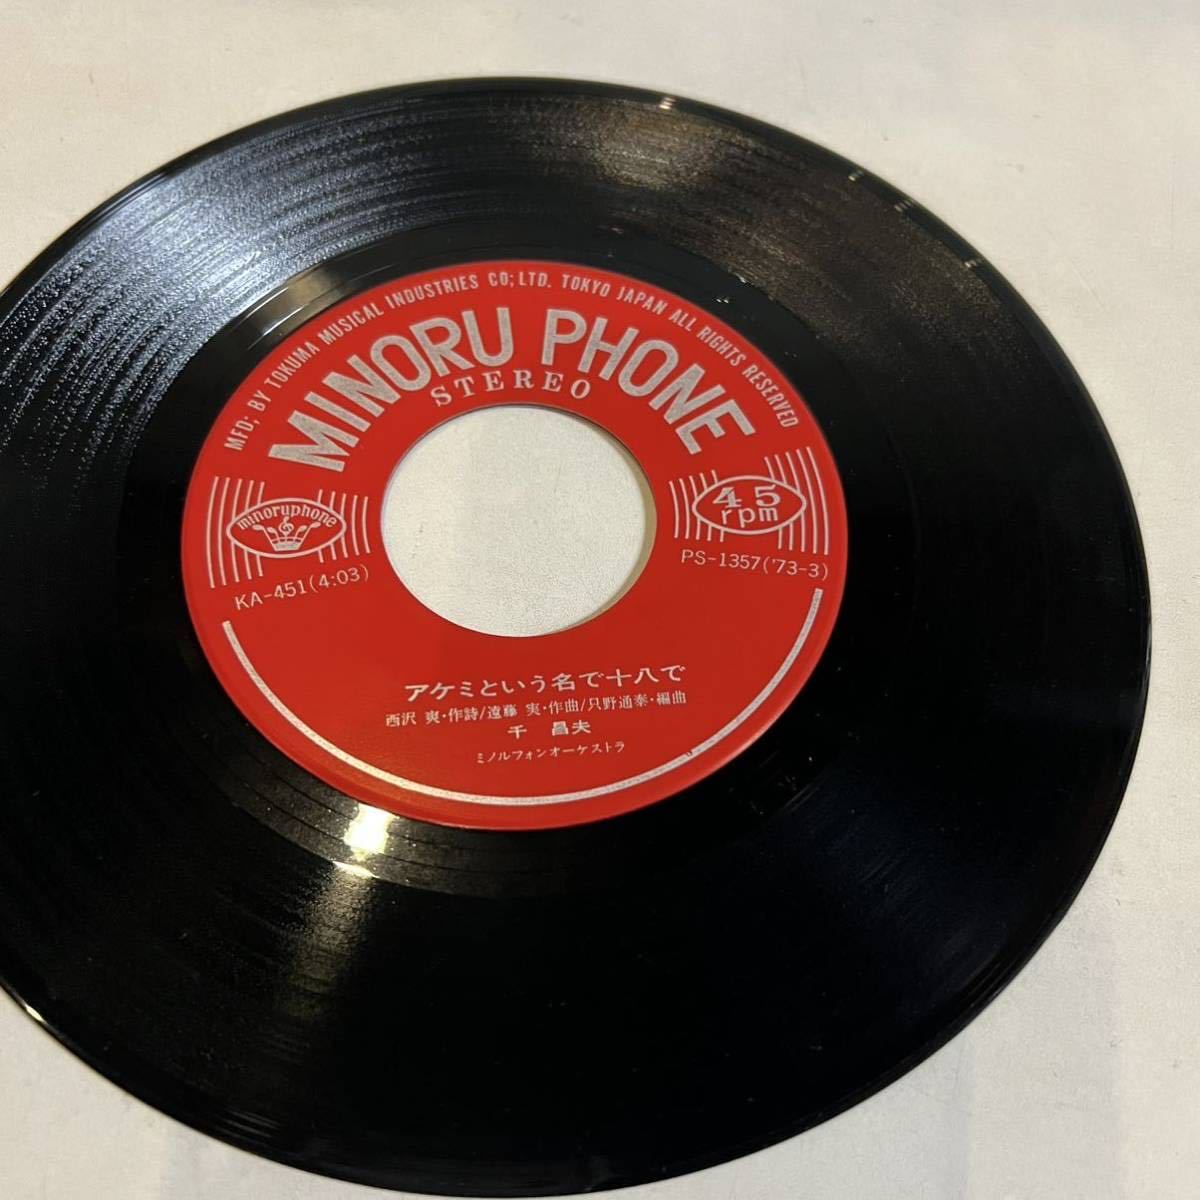 MFD; BY TOKUMA MUSICAL INDUSTRIES CO; LTD. TOKYO JAPAN ALL RIGHTS RESERVED
MINORU PHONE
STEREO
minoruphone
45
rpm
KA-451(4:03)
PS-1357('73-3)
アケミという名で十八で
西沢 爽・作詩/遠藤 実・作曲/只野通泰・編曲
千 昌夫
ミノルフォンオーケストラ